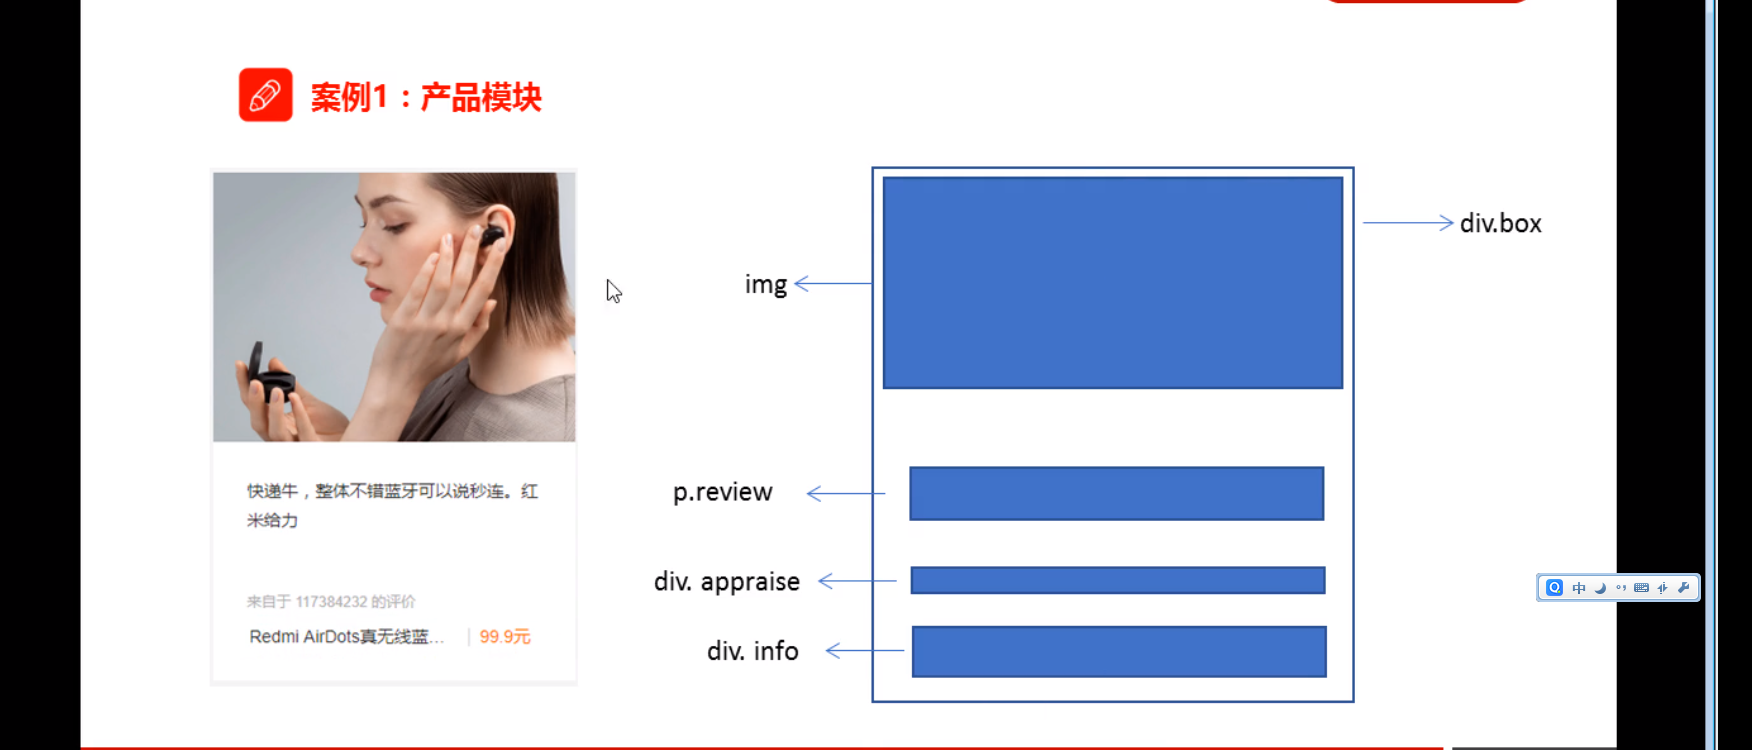 案例1：产品模块
div.box
img
快递牛，整体不错蓝牙可以说秒连。红
米给力
p.review
div. appraise
来自于 117384232 的评价
Redmi AirDots真无线蓝... 99.9元
div. info
中